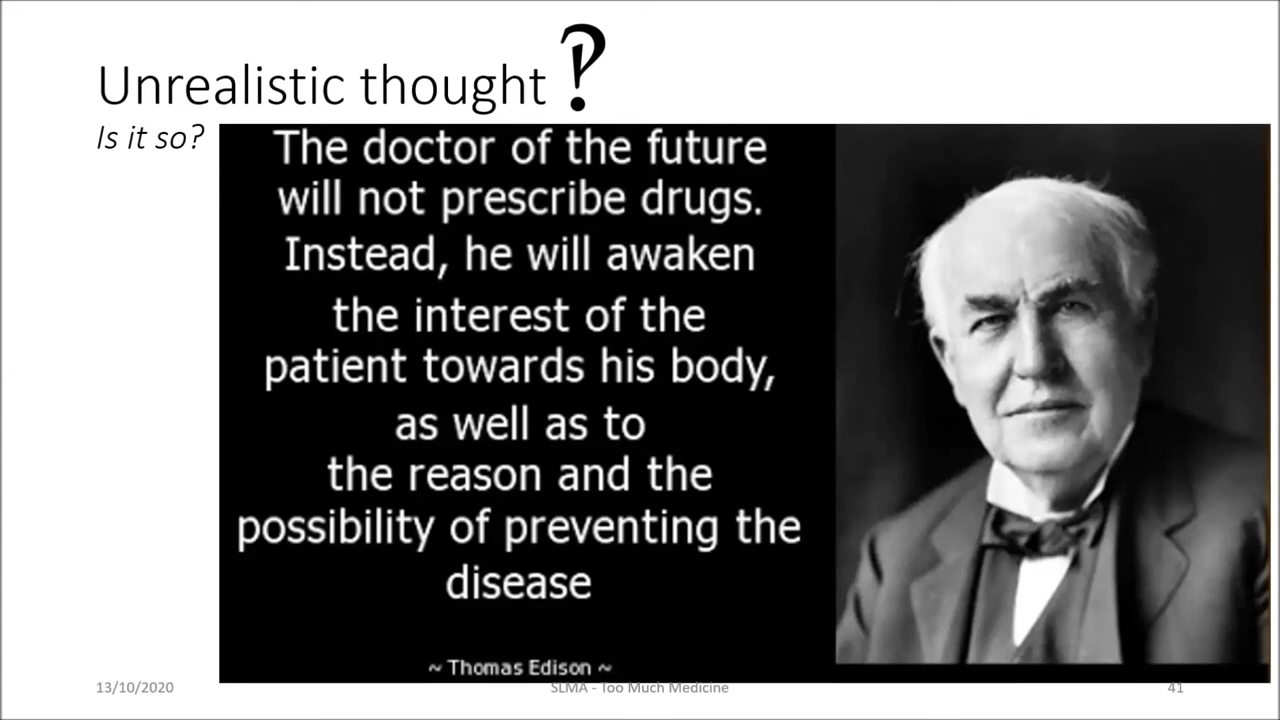 Unrealistic thought ‽
Is it so?
The doctor of the future
will not prescribe drugs.
Instead, he will awaken
the interest of the
patient towards his body,
as well as to
the reason and the
possibility of preventing the
disease
~ Thomas Edison ~
13/10/2020
SLMA - Too Much Medicine
41